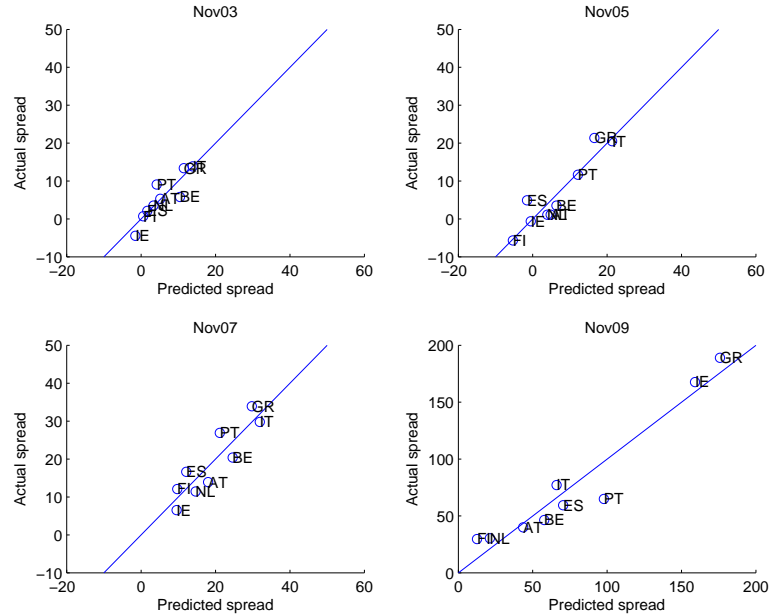 Nov03
50
40
30
20
10
0
−10
Actual spread
IT
GR
PT
BE
AT
NL
ES
FI
IE
−20 0 20 40 60
Predicted spread
Nov05
50
40
30
20
10
0
−10
Actual spread
GR
IT
PT
ES
BE
NL
IE
FI
−20 0 20 40 60
Predicted spread
Nov07
50
40
30
20
10
0
−10
Actual spread
GR
IT
PT
BE
ES
AT
FI
NL
IE
−20 0 20 40 60
Predicted spread
Nov09
200
150
100
50
0
Actual spread
GR
IE
IT
PT
ES
BE
AT
FI NL
0 50 100 150 200
Predicted spread